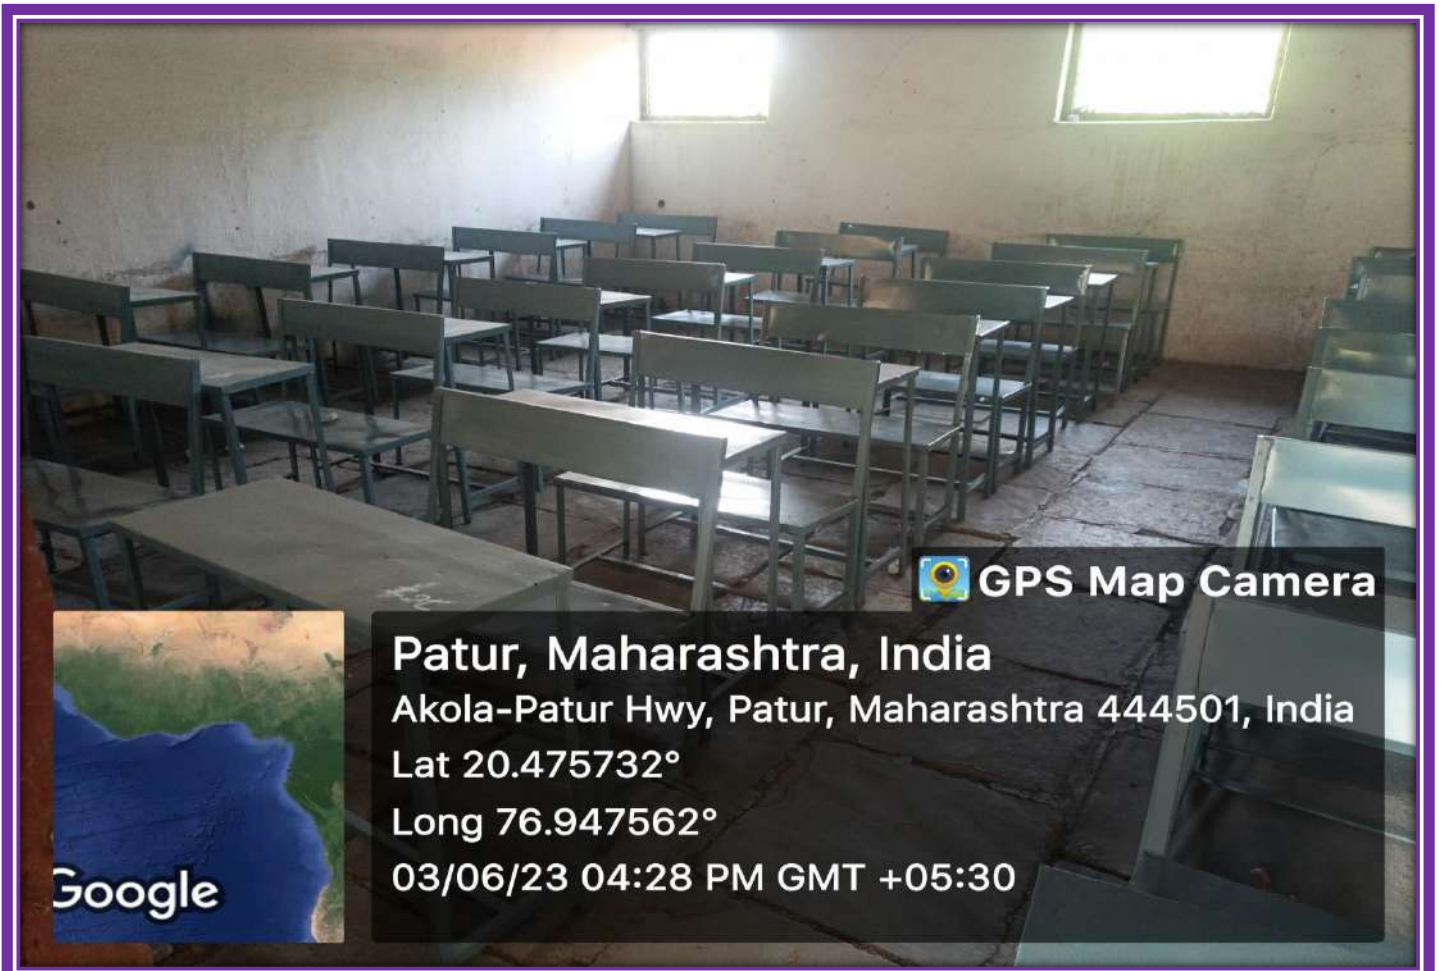 GPS Map Camera
Patur, Maharashtra, India
Akola-Patur Hwy, Patur, Maharashtra 444501, India
Lat 20.475732°
Long 76.947562°
03/06/23 04:28 PM GMT +05:30
Google